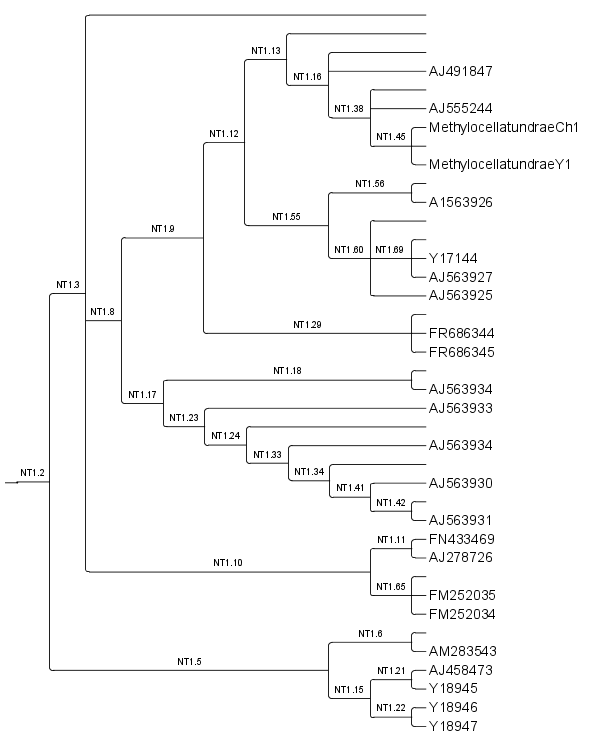 NT1.13
NT1.16
AJ491847
NT1.38
AJ555244
MethylocellatundraeCh1
NT1.12
NT1.45
MethylocellatundraeY1
NT1.56
A1563926
NT1.55
NT1.9
NT1.60
NT1.69
Y17144
AJ563927
NT1.3
AJ563925
NT1.8
NT1.29
FR686344
FR686345
NT1.18
AJ563934
NT1.17
AJ563933
NT1.23
NT1.24
AJ563934
NT1.33
NT1.34
NT1.2
AJ563930
NT1.41
NT1.42
AJ563931
FN433469
NT1.11
AJ278726
NT1.10
NT1.65
FM252035
FM252034
NT1.6
AM283543
NT1.5
NT1.21
AJ458473
Y18945
NT1.15
NT1.22
Y18946
Y18947